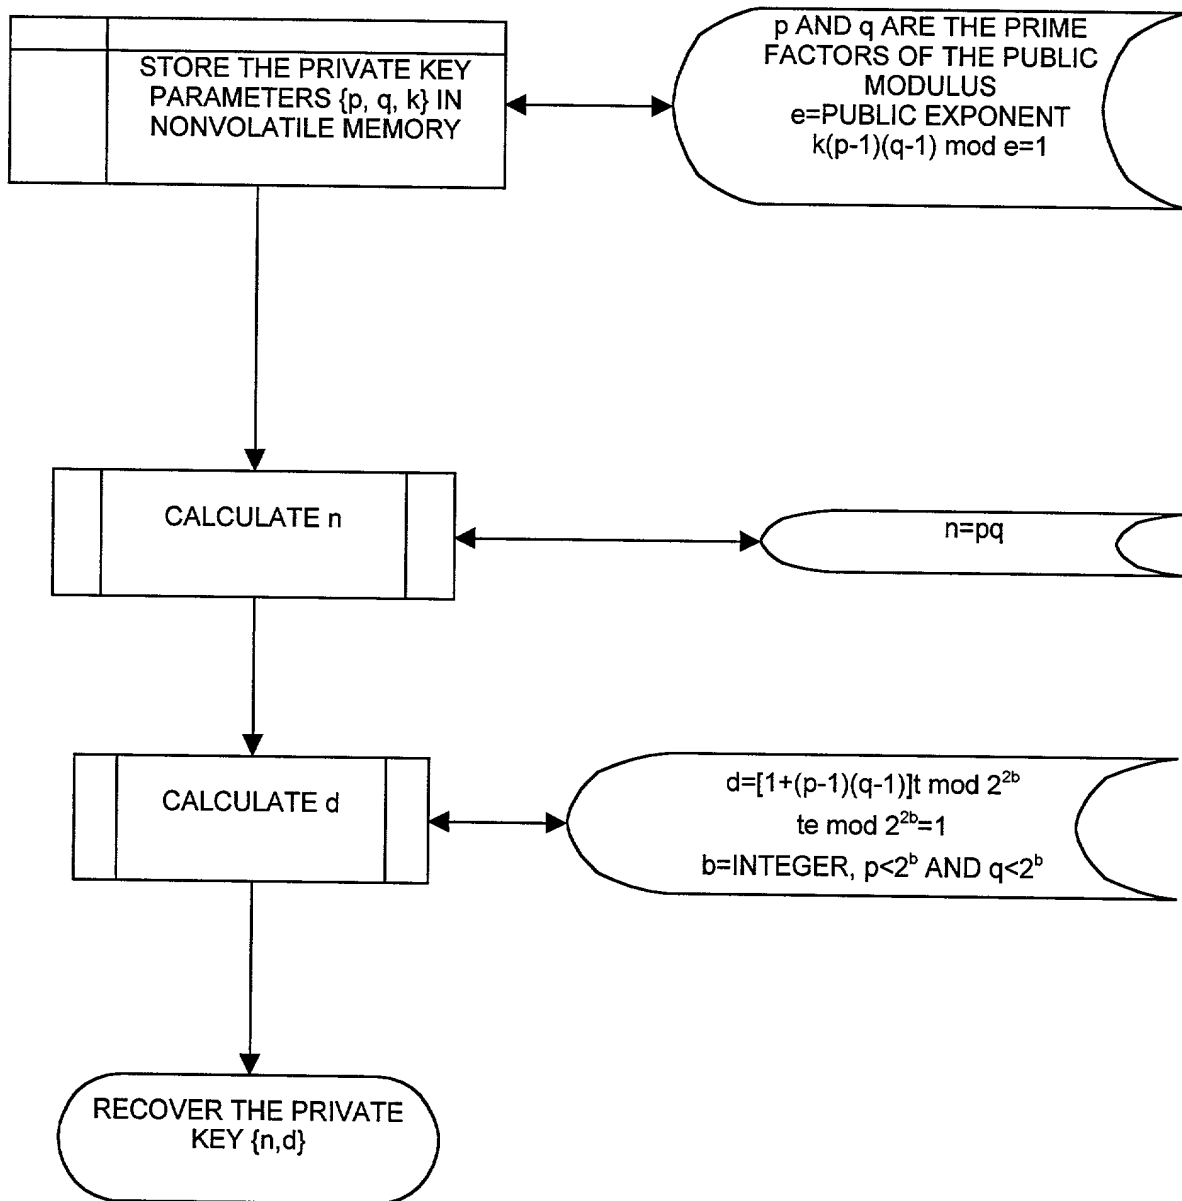 STORE THE PRIVATE KEY
PARAMETERS {p, q, k} IN
NONVOLATILE MEMORY
p AND q ARE THE PRIME
FACTORS OF THE PUBLIC
MODULUS
e=PUBLIC EXPONENT
k(p-1)(q-1) mod e=1
CALCULATE n
n=pq
CALCULATE d
d=[1+(p-1)(q-1)]t mod 2^{2b}
te mod 2^{2b}=1
b=INTEGER, p<2^b AND q<2^b
RECOVER THE PRIVATE
KEY {n,d}